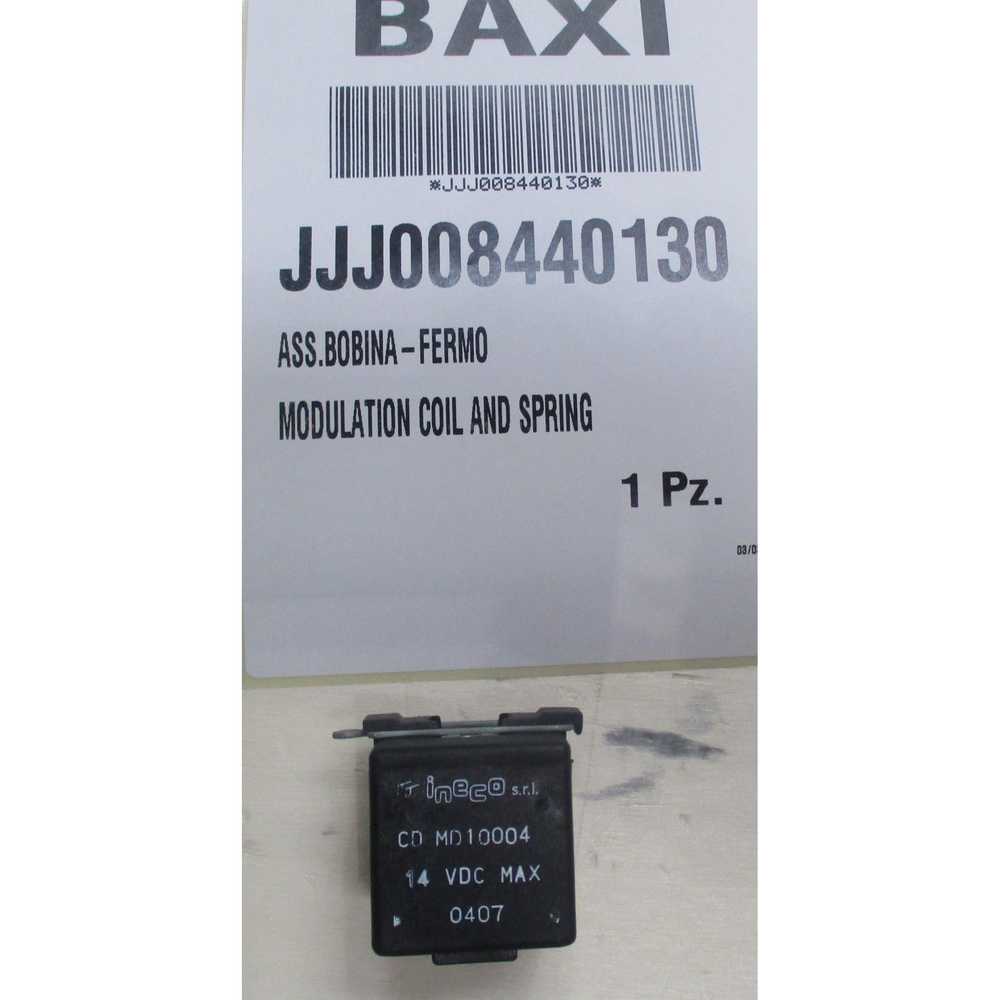 BAXI
*JJJ008440130*
JJJ008440130
ASS.BOBINA-FERMO
MODULATION COIL AND SPRING
1 Pz.
ineco s.r.l.
CD MD10004
14 VDC MAX
0407